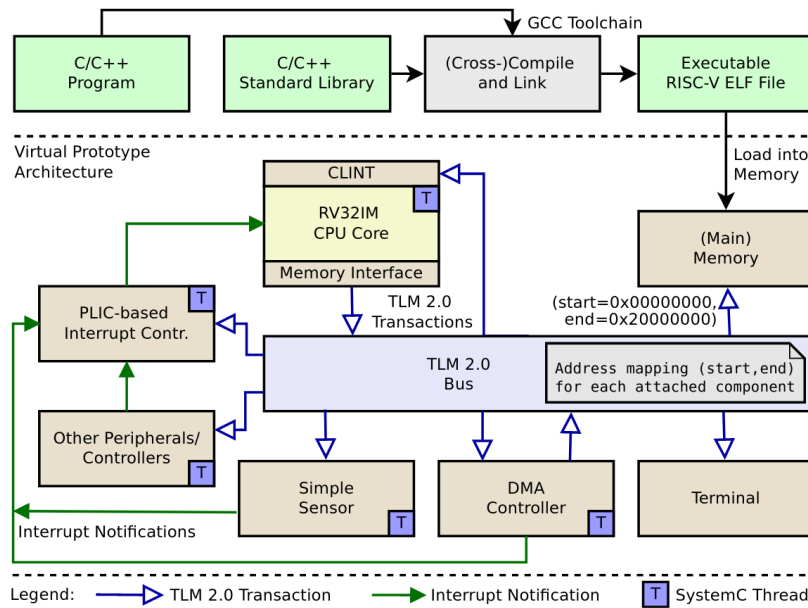 GCC Toolchain
C/C++
Program
C/C++
Standard Library
(Cross-)Compile
and Link
Executable
RISC-V ELF File
Virtual Prototype
Architecture
Load into
Memory
CLINT
T
RV32IM
CPU Core
Memory Interface
(Main)
Memory
T
PLIC-based
Interrupt Contr.
TLM 2.0
Transactions
(start=0x00000000,
end=0x20000000)
TLM 2.0
Bus
Address mapping (start,end)
for each attached component
Other Peripherals/
Controllers
T
Simple
Sensor
T
DMA
Controller
T
Terminal
Interrupt Notifications
Legend:
TLM 2.0 Transaction
Interrupt Notification
T
SystemC Thread